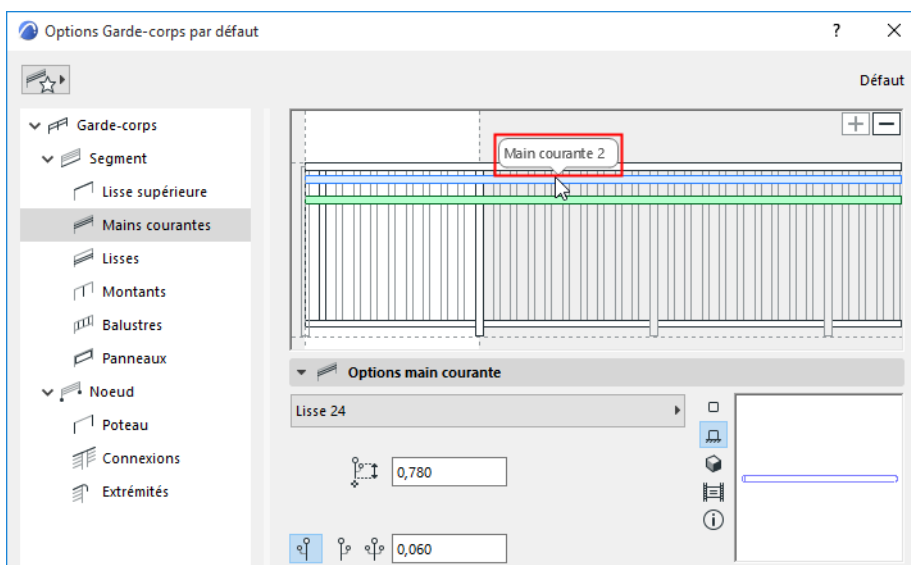 Options Garde-corps par défaut
?
Défaut
Garde-corps
Segment
Lisse supérieure
Mains courantes
Lisses
Montants
Balustres
Panneaux
Noeud
Poteau
Connexions
Extrémités
Main courante 2
Options main courante
Lisse 24
0,780
0,060